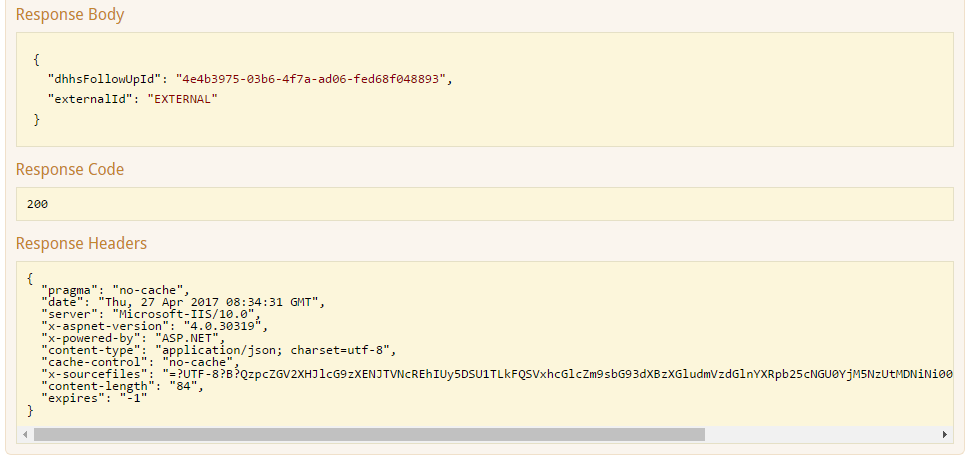 Response Body
{
"dhhsFollowUpId": "4e4b3975-03b6-4f7a-ad06-fed68f048893",
"externalId": "EXTERNAL"
}
Response Code
200
Response Headers
{
"pragma": "no-cache",
"date": "Thu, 27 Apr 2017 08:34:31 GMT",
"server": "Microsoft-IIS/10.0",
"x-aspnet-version": "4.0.30319",
"x-powered-by": "ASP.NET",
"content-type": "application/json; charset=utf-8",
"cache-control": "no-cache",
"x-sourcefiles": "=?UTF-8?B?QzpcZGV2XHJlcG9zXENJTVNcREhIUy5DSU1TLkFQSVxhcGlcZm9sbG93dXBzXGludmVzdGlnYXRpb25cNGU0YjM5NzUtMDNiNi00
"content-length": "84",
"expires": "-1"
}